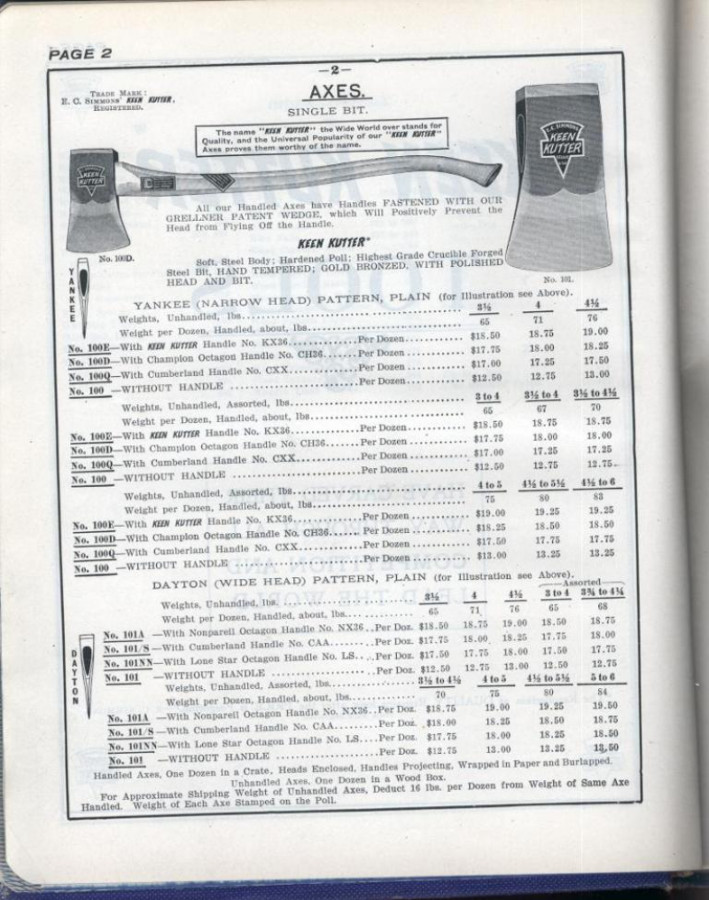 PAGE 2
—2—
TRADE MARK:
E. C. SIMMONS' KEEN KUTTER,
REGISTERED.
AXES.
SINGLE BIT.
The name "KEEN KUTTER" the Wide World over stands for
Quality, and the Universal Popularity of our "KEEN KUTTER"
Axes proves them worthy of the name.
KEEN KUTTER
E.C. SIMMONS
KEEN
KUTTER
All our Handled Axes have Handles FASTENED WITH OUR
GRELLNER PATENT WEDGE, which Will Positively Prevent the
Head from Flying Off the Handle.
No. 100D.
KEEN KUTTER"
Soft, Steel Body; Hardened Poll; Highest Grade Crucible Forged
Steel Bit, HAND TEMPERED; GOLD BRONZED, WITH POLISHED
HEAD AND BIT.
No. 101.
YANKEE
YANKEE (NARROW HEAD) PATTERN, PLAIN (for Illustration see Above).
Weights, Unhandled, lbs. 3½ 4 4½
Weight per Dozen, Handled, about, lbs. 65 71 76
No. 100E—With KEEN KUTTER Handle No. KX36 Per Dozen $18.50 18.75 19.00
No. 100D—With Champion Octagon Handle No. CH36 Per Dozen $17.75 18.00 18.25
No. 100Q—With Cumberland Handle No. CXX Per Dozen $17.00 17.25 17.50
No. 100 —WITHOUT HANDLE Per Dozen $12.50 12.75 13.00
Weights, Unhandled, Assorted, lbs. 3 to 4 3½ to 4 3½ to 4½
Weight per Dozen, Handled, about, lbs. 65 67 70
No. 100E—With KEEN KUTTER Handle No. KX36 Per Dozen $18.50 18.75 18.75
No. 100D—With Champion Octagon Handle No. CH36 Per Dozen $17.75 18.00 18.00
No. 100Q—With Cumberland Handle No. CXX Per Dozen $17.00 17.25 17.25
No. 100 —WITHOUT HANDLE Per Dozen $12.50 12.75 12.75
Weights, Unhandled, Assorted, lbs. 4 to 5 4½ to 5½ 4½ to 6
Weight per Dozen, Handled, about, lbs. 75 80 83
No. 100E—With KEEN KUTTER Handle No. KX36 Per Dozen $19.00 19.25 19.25
No. 100D—With Champion Octagon Handle No. CH36 Per Dozen $18.25 18.50 18.50
No. 100Q—With Cumberland Handle No. CXX Per Dozen $17.50 17.75 17.75
No. 100 —WITHOUT HANDLE Per Dozen $13.00 13.25 13.25
DAYTON (WIDE HEAD) PATTERN, PLAIN (for Illustration see Above).
Assorted
DAYTON
Weights, Unhandled, lbs. 3½ 4 4½ 3 to 4 3¾ to 4¼
Weight per Dozen, Handled, about, lbs. 65 71 76 65 68
No. 101A —With Nonpareil Octagon Handle No. NX36 Per Doz. $18.50 18.75 19.00 18.50 18.75
No. 101/S —With Cumberland Handle No. CAA Per Doz. $17.75 18.00 18.25 17.75 18.00
No. 101NN—With Lone Star Octagon Handle No. LS Per Doz. $17.50 17.75 18.00 17.50 17.75
No. 101 —WITHOUT HANDLE Per Doz. $12.50 12.75 13.00 12.50 12.75
Weights, Unhandled, Assorted, lbs. 3½ to 4½ 4 to 5 4½ to 5½ 5 to 6
Weight per Dozen, Handled, about, lbs. 70 75 80 84
No. 101A —With Nonpareil Octagon Handle No. NX36 Per Doz. $18.75 19.00 19.25 19.50
No. 101/S —With Cumberland Handle No. CAA Per Doz. $18.00 18.25 18.50 18.75
No. 101NN—With Lone Star Octagon Handle No. LS Per Doz. $17.75 18.00 18.25 18.50
No. 101 —WITHOUT HANDLE Per Doz. $12.75 13.00 13.25 13.50
Handled Axes, One Dozen in a Crate, Heads Enclosed, Handles Projecting, Wrapped in Paper and Burlapped.
Unhandled Axes, One Dozen in a Wood Box.
For Approximate Shipping Weight of Unhandled Axes, Deduct 16 lbs. per Dozen from Weight of Same Axe
Handled. Weight of Each Axe Stamped on the Poll.